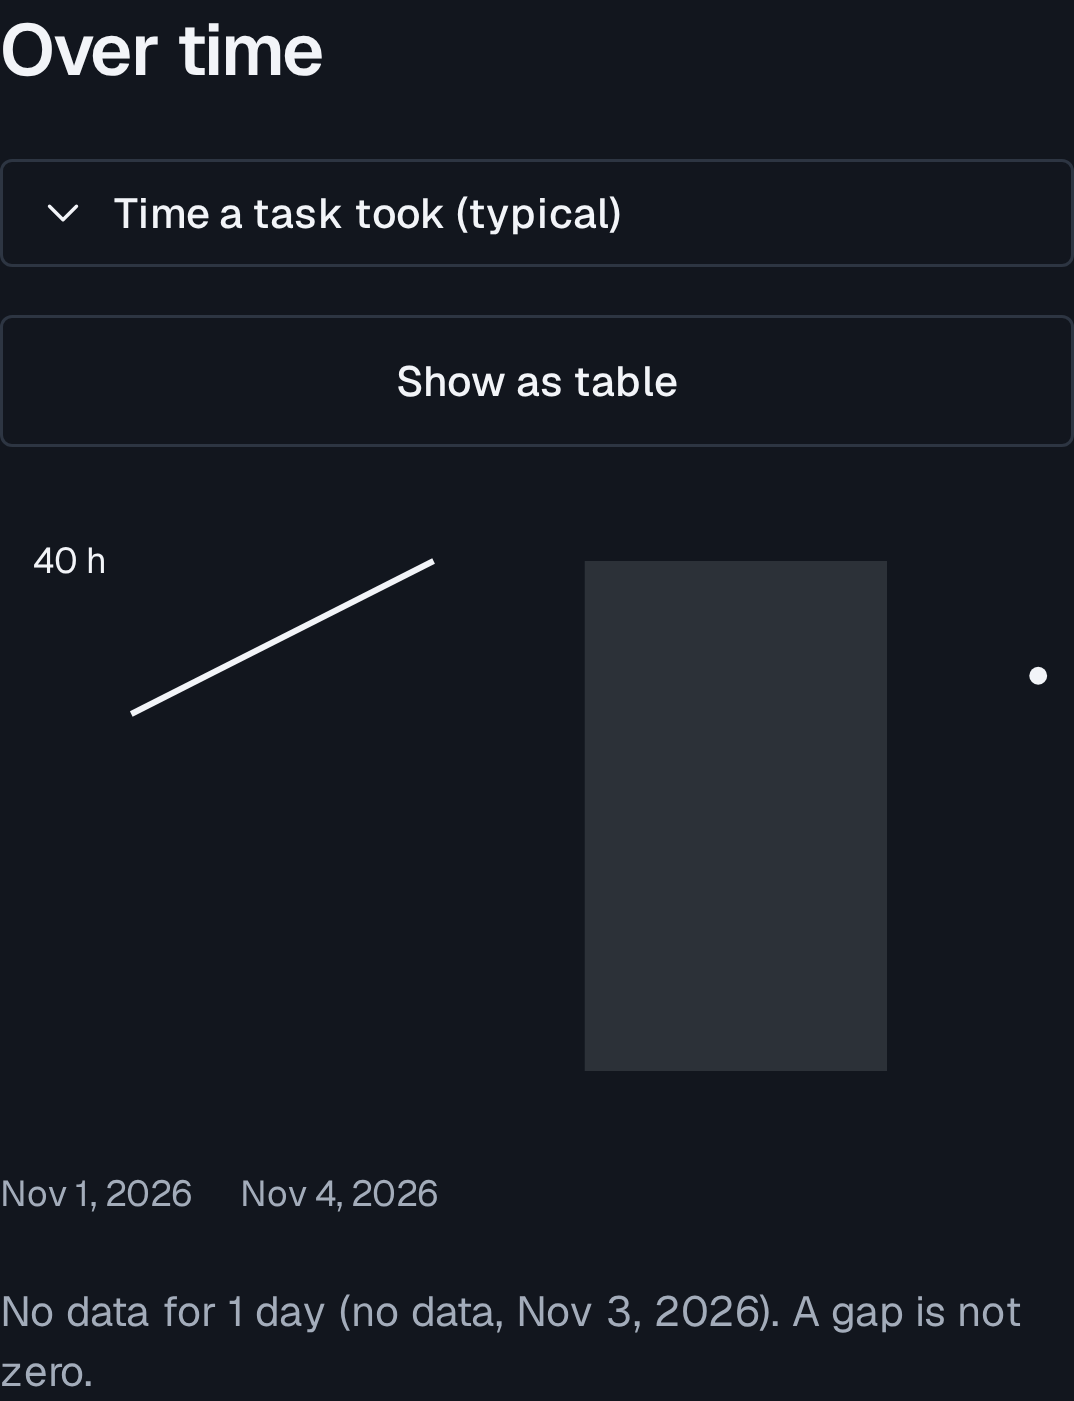 Over time
Time a task took (typical)
Show as table
40 h
Nov 1, 2026 Nov 4, 2026
No data for 1 day (no data, Nov 3, 2026). A gap is not
zero.